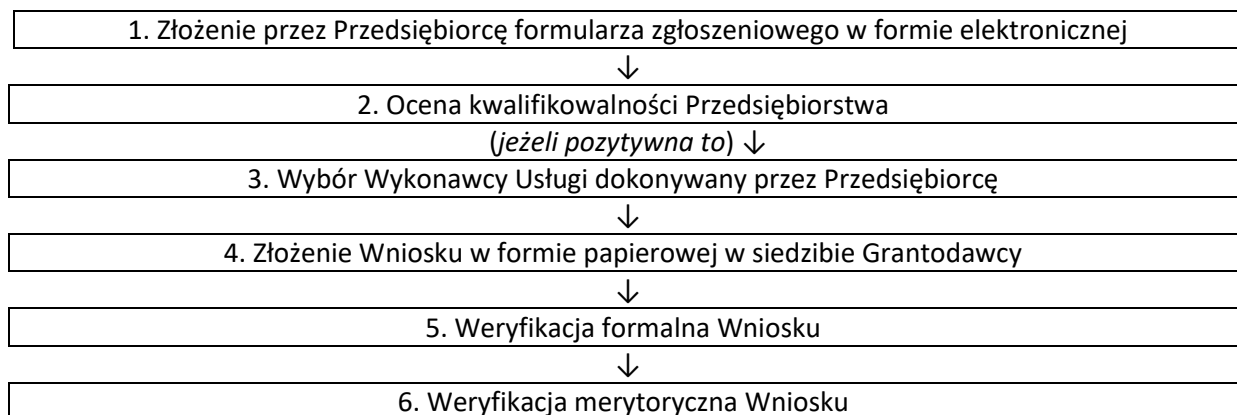 1. Złożenie przez Przedsiębiorcę formularza zgłoszeniowego w formie elektronicznej
↓
2. Ocena kwalifikowalności Przedsiębiorstwa
(jeżeli pozytywna to) ↓
3. Wybór Wykonawcy Usługi dokonywany przez Przedsiębiorcę
↓
4. Złożenie Wniosku w formie papierowej w siedzibie Grantodawcy
↓
5. Weryfikacja formalna Wniosku
↓
6. Weryfikacja merytoryczna Wniosku